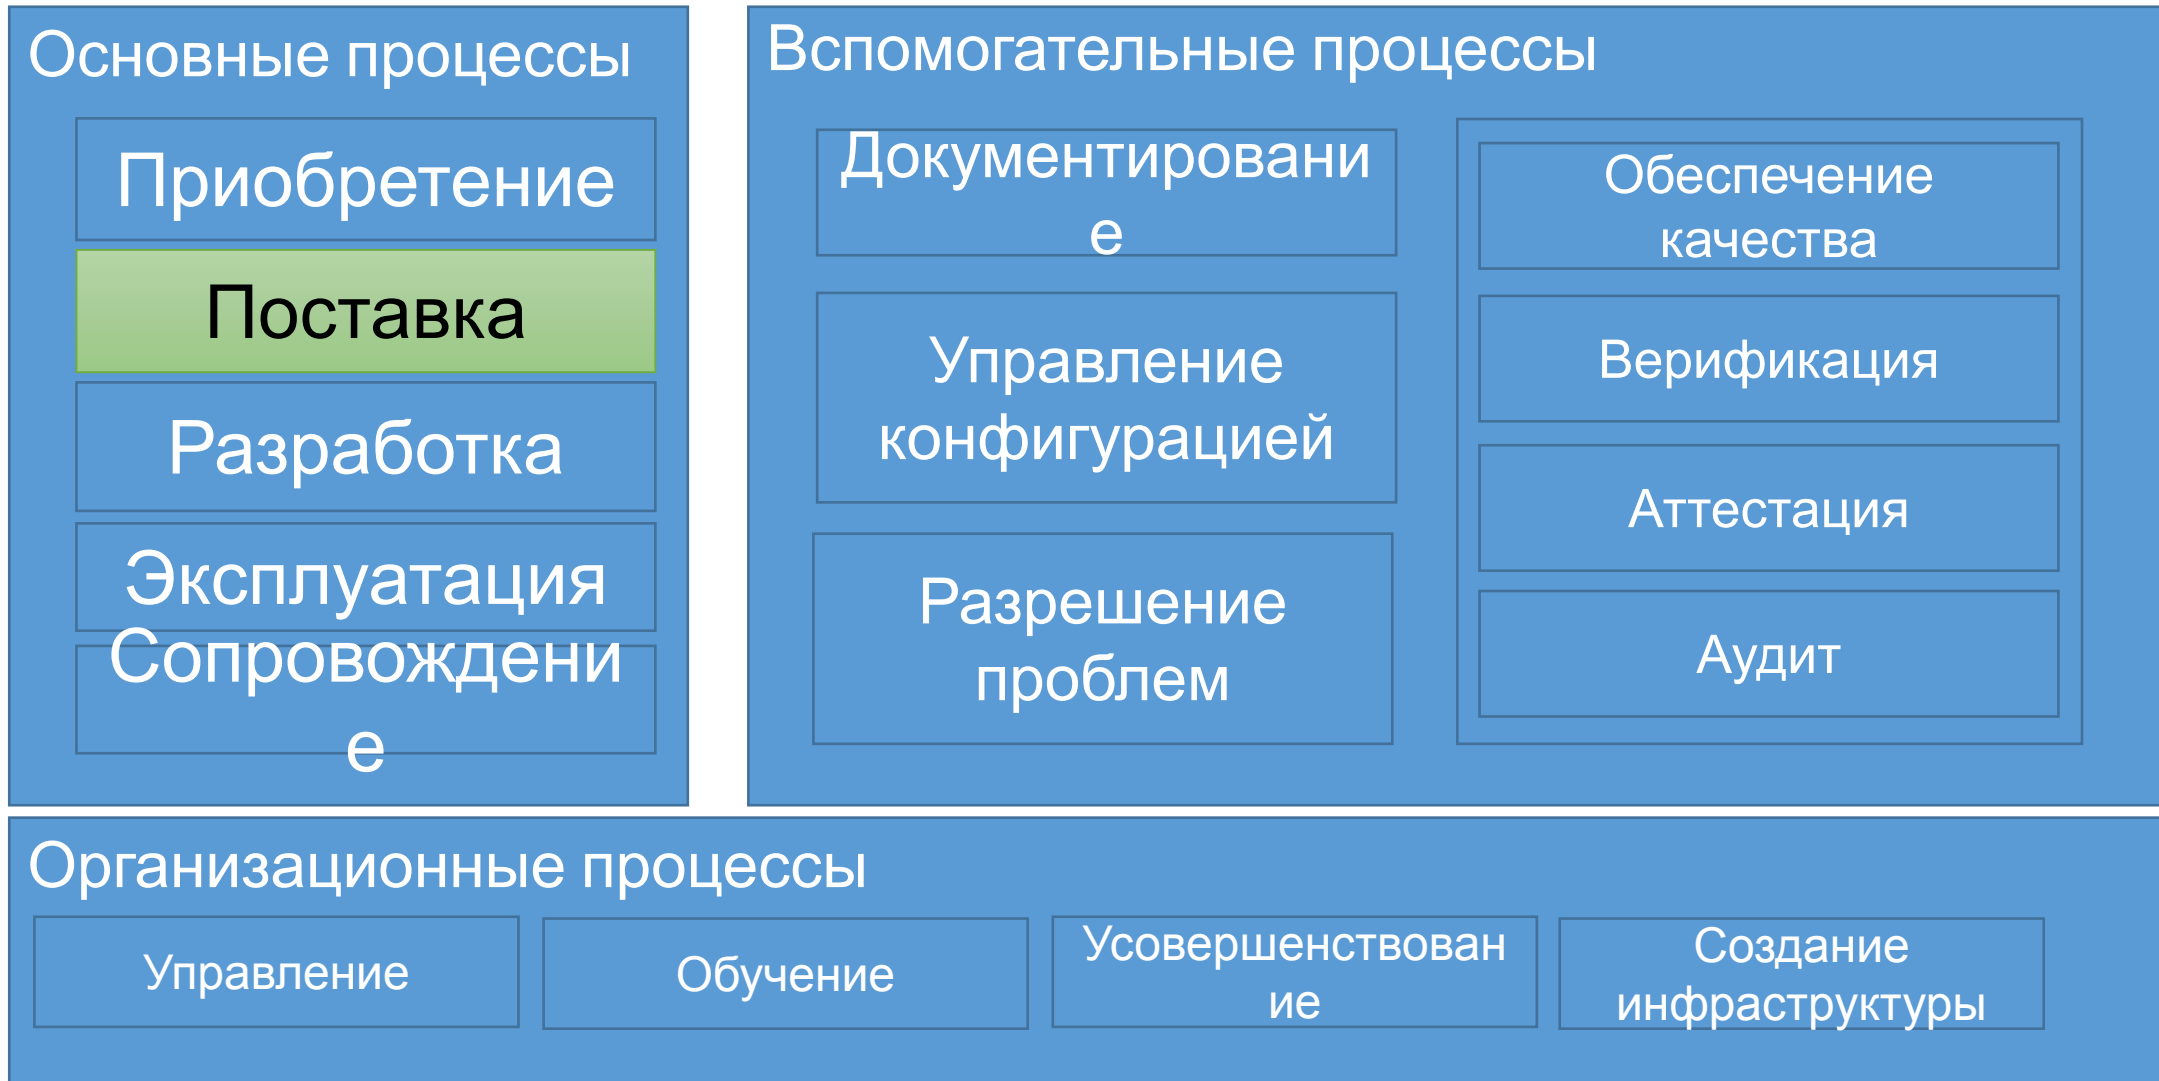 Основные процессы
Приобретение
Поставка
Разработка
Эксплуатация
Сопровождени
е
Вспомогательные процессы
Документировани
е
Управление
конфигурацией
Разрешение
проблем
Обеспечение
качества
Верификация
Аттестация
Аудит
Организационные процессы
Управление
Обучение
Усовершенствован
ие
Создание
инфраструктуры